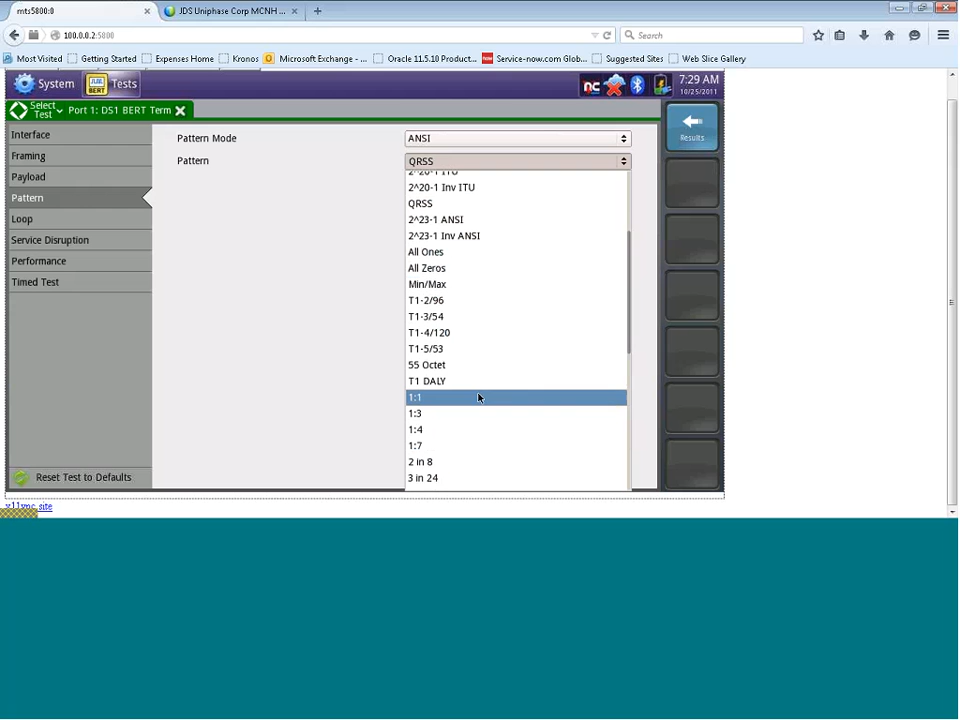 mts5800:0
JDS Uniphase Corp MCNH ...
100.0.0.2:5800
Search
Most Visited
Getting Started
Expenses Home
Kronos
Microsoft Exchange - ...
Oracle 11.5.10 Product...
Service-now.com Glob...
Suggested Sites
Web Slice Gallery
System
BERT
Tests
7:29 AM
10/25/2011
Select
Test
Port 1: DS1 BERT Term
Results
Interface
Framing
Payload
Pattern
Loop
Service Disruption
Performance
Timed Test
Reset Test to Defaults
Pattern Mode
ANSI
Pattern
QRSS
2^20-1 ITU
2^20-1 Inv ITU
QRSS
2^23-1 ANSI
2^23-1 Inv ANSI
All Ones
All Zeros
Min/Max
T1-2/96
T1-3/54
T1-4/120
T1-5/53
55 Octet
T1 DALY
1:1
1:3
1:4
1:7
2 in 8
3 in 24
site